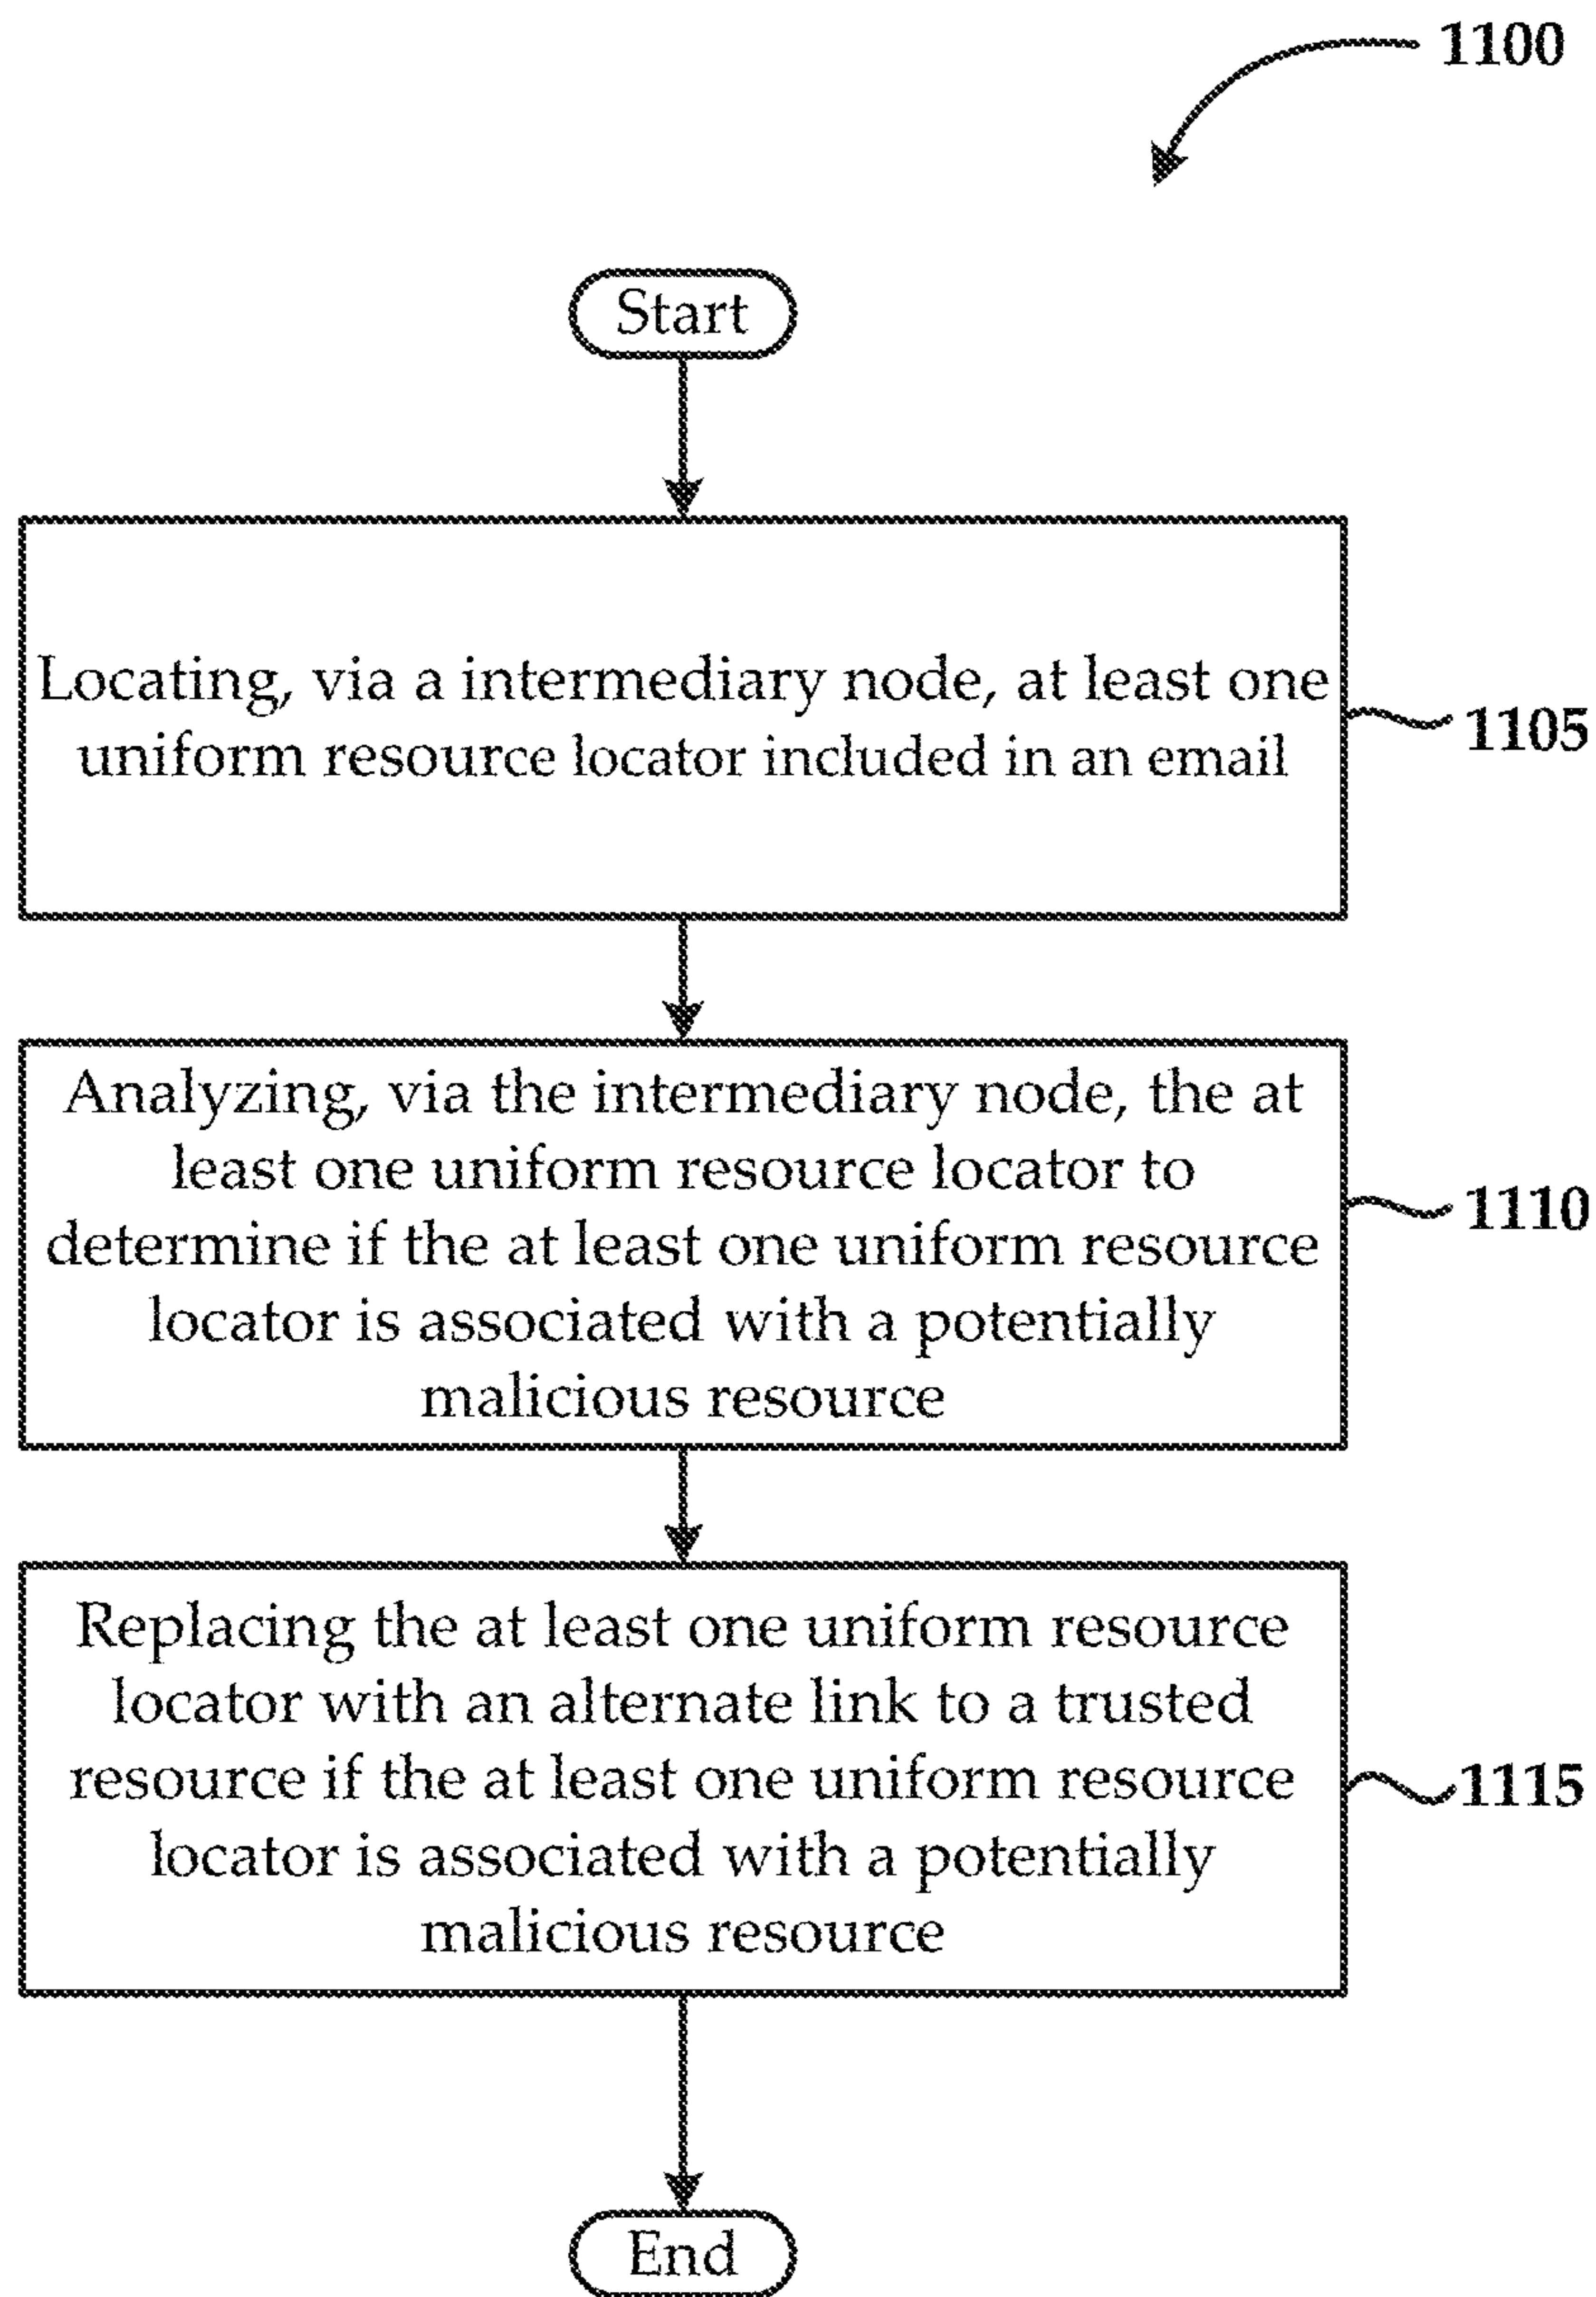 1100
Start
Locating, via a intermediary node, at least one
uniform resource locator included in an email
1105
Analyzing, via the intermediary node, the at
least one uniform resource locator to
determine if the at least one uniform resource
locator is associated with a potentially
malicious resource
1110
Replacing the at least one uniform resource
locator with an alternate link to a trusted
resource if the at least one uniform resource
locator is associated with a potentially
malicious resource
1115
End